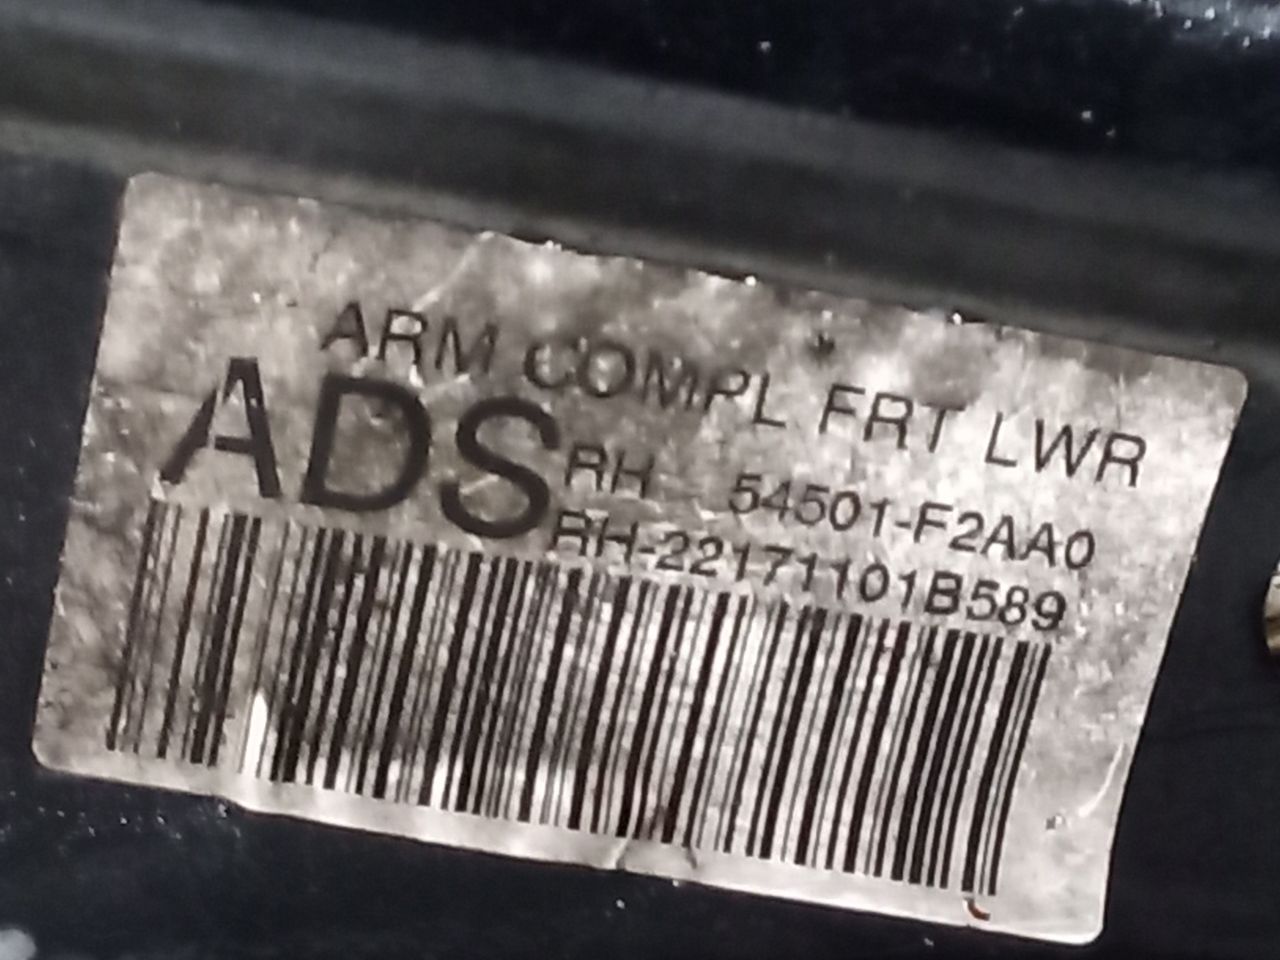 ARM COMPL FRT LWR
ADS
RH 54501-F2AA0
RH-22171101B589